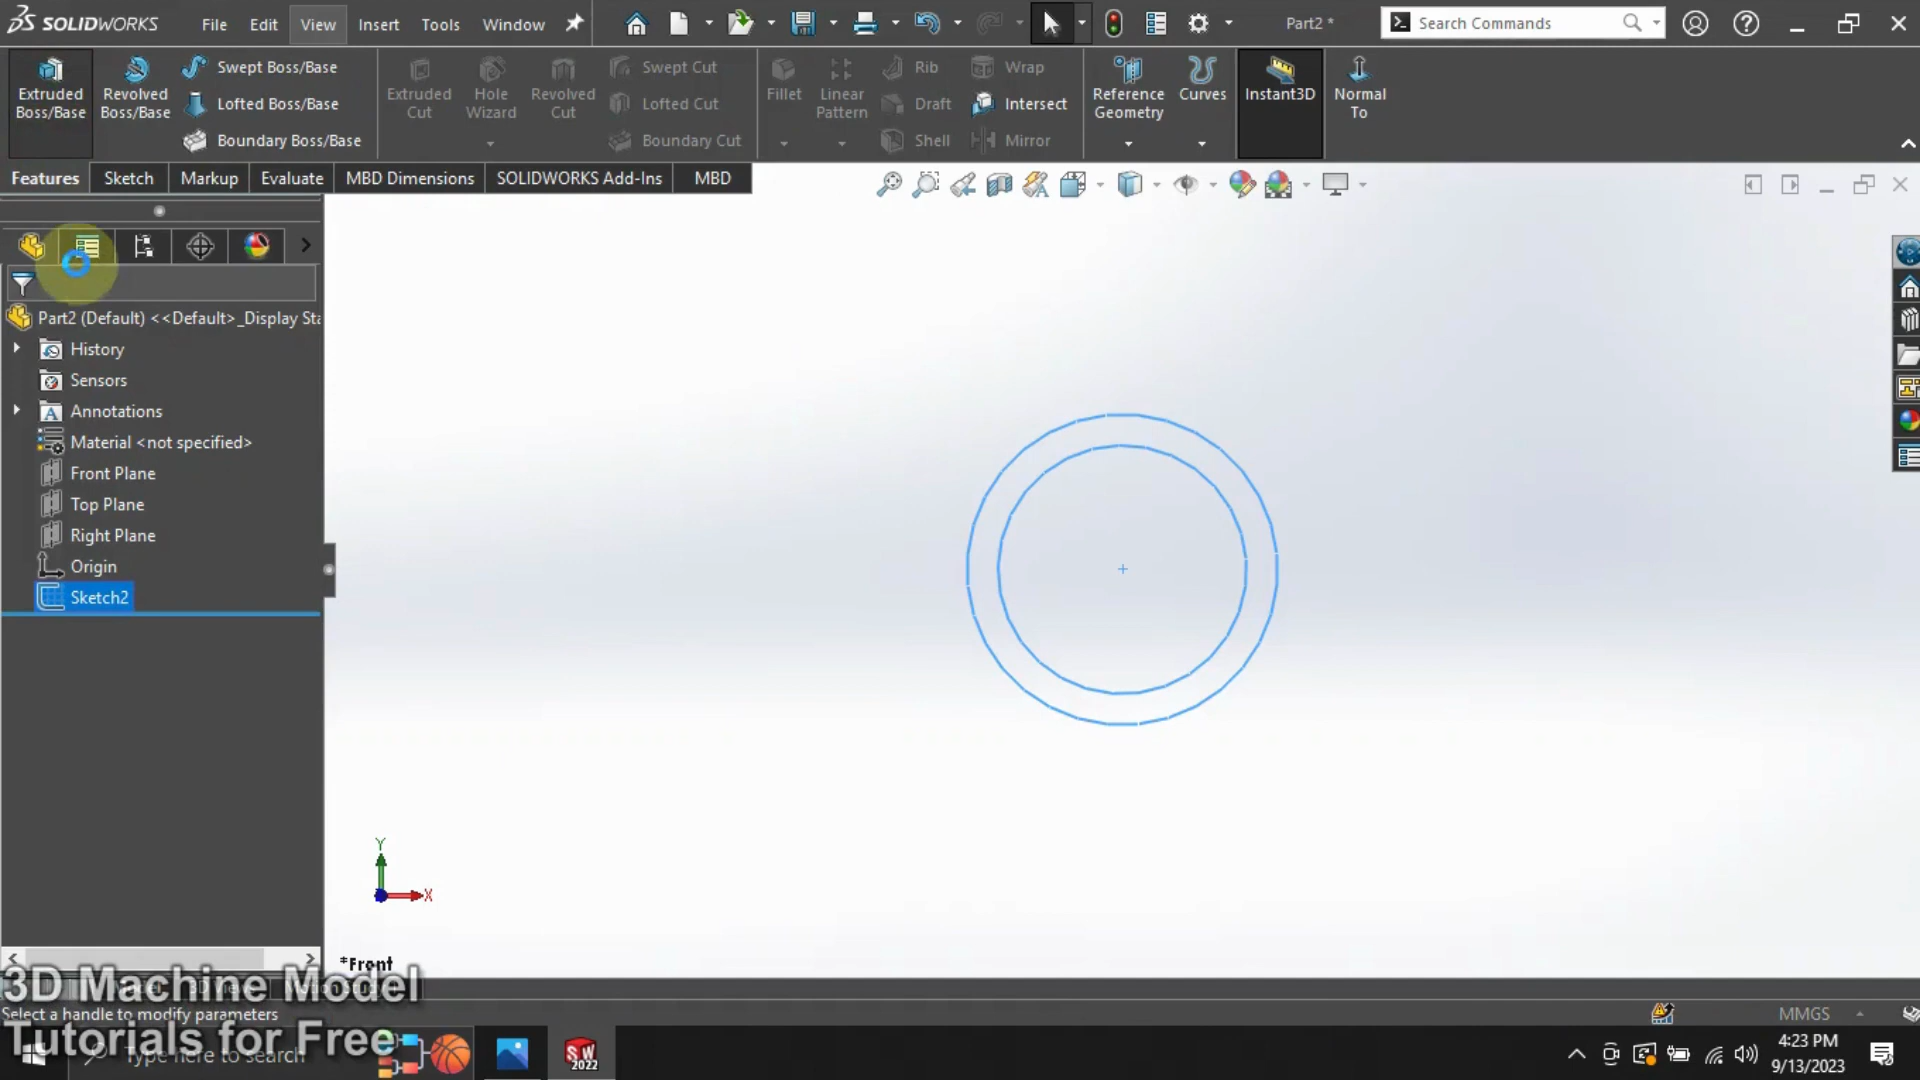 SOLIDWORKS File Edit View Insert Tools Window Part2 * Search Commands
Extruded Boss/Base
Revolved Boss/Base
Swept Boss/Base
Lofted Boss/Base
Boundary Boss/Base
Extruded Cut
Hole Wizard
Revolved Cut
Swept Cut
Lofted Cut
Boundary Cut
Fillet
Linear Pattern
Rib
Draft
Shell
Wrap
Intersect
Mirror
Reference Geometry
Curves
Instant3D
Normal To
Features Sketch Markup Evaluate MBD Dimensions SOLIDWORKS Add-Ins MBD
Part2 (Default) <<Default>_Display Sta
History
Sensors
Annotations
Material <not specified>
Front Plane
Top Plane
Right Plane
Origin
Sketch2
Y
X
*Front
3D Machine Model
Select a handle to modify parameters
MMGS
Tutorials for Free
Type here to search
SW 2022
4:23 PM
9/13/2023